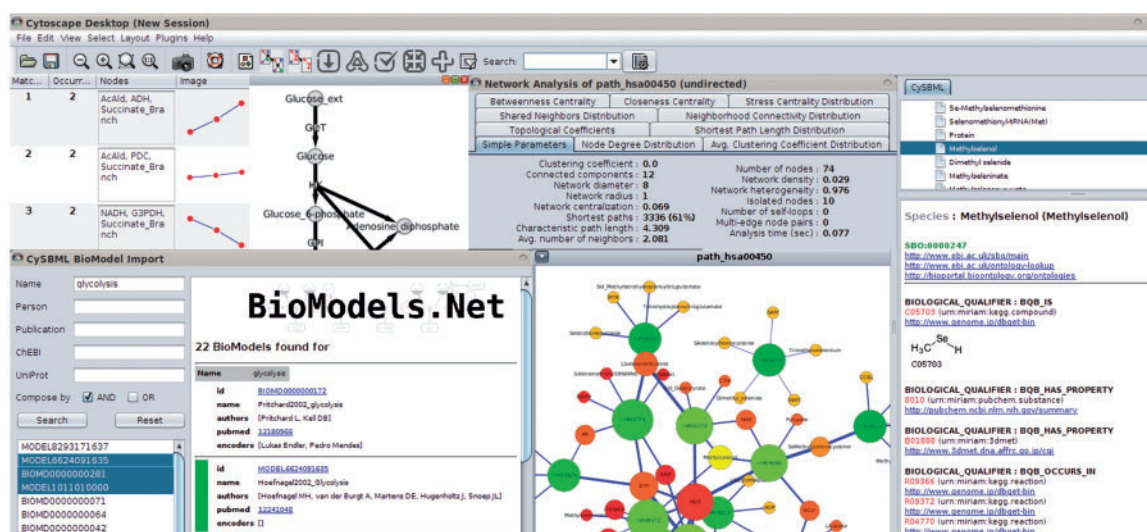 Cytoscape Desktop (New Session)
File Edit View Select Layout Plugins Help
Search:
Matc... Occurr... Nodes Image
1 2 AcAld, ADH,
Succinate_Bra
nch
2 2 AcAld, PDC,
Succinate_Bra
nch
3 2 NADH, G3PDH,
Succinate_Bra
nch
Glucose_ext
Glucose
Glucose_6-phosphate
Adenosine_diphosphate
GPI
Network Analysis of path_hsa00450 (undirected)
Betweenness Centrality Closeness Centrality Stress Centrality Distribution
Shared Neighbors Distribution Neighborhood Connectivity Distribution
Topological Coefficients Shortest Path Length Distribution
Simple Parameters Node Degree Distribution Avg. Clustering Coefficient Distribution
Clustering coefficient : 0.0
Connected components : 12
Network diameter : 8
Network radius : 1
Network centralization : 0.069
Shortest paths : 3336 (61%)
Characteristic path length : 4.309
Avg. number of neighbors : 2.081
Number of nodes : 74
Network density : 0.029
Network heterogeneity : 0.976
Isolated nodes : 10
Number of self-loops : 0
Multi-edge node pairs : 0
Analysis time (sec) : 0.077
CySBML
Se-Methylselenomethionine
Selenomethionyl-tRNA(Met)
Protein
Methylselenol
Dimethyl selenide
Methylseleninate
Species : Methylselenol (Methylselenol)
SBO:0000247
http://www.ebi.ac.uk/sbo/main
http://www.ebi.ac.uk/ontology-lookup
http://bioportal.bioontology.org/ontologies
BIOLOGICAL_QUALIFIER : BQB_IS
C05703 (urn:miriam:kegg.compound)
http://www.genome.jp/dbget-bin
H3C Se H
C05703
BIOLOGICAL_QUALIFIER : BQB_HAS_PROPERTY
8010 (urn:miriam:pubchem.substance)
http://pubchem.ncbi.nlm.nih.gov/summary
BIOLOGICAL_QUALIFIER : BQB_HAS_PROPERTY
B01888 (urn:miriam:3dmet)
http://www.3dmet.dna.affrc.go.jp/cgi
BIOLOGICAL_QUALIFIER : BQB_OCCURS_IN
R09366 (urn:miriam:kegg.reaction)
http://www.genome.jp/dbget-bin
R09372 (urn:miriam:kegg.reaction)
http://www.genome.jp/dbget-bin
R04770 (urn:miriam:kegg.reaction)
http://www.genome.jp/dbget-bin
CySBML BioModel Import
Name glycolysis
Person
Publication
ChEBI
UniProt
Compose by AND OR
Search Reset
MODEL8293171637
MODEL6624091635
BIOMD0000000281
MODEL1011010000
BIOMD0000000071
BIOMD0000000064
BIOMD0000000042
BioModels.Net
22 BioModels found for
Name glycolysis
id BIOMD0000000172
name Pritchard2002_glycolysis
authors [Pritchard L, Kell DB]
pubmed 12180966
encoders [Lukas Endler, Pedro Mendes]
id MODEL6624091635
name Hoefnagel2002_Glycolysis
authors [Hoefnagel MH, van der Burgt A, Martens DE, Hugenholtz J, Snoep JL]
pubmed 12241048
encoders []
path_hsa00450